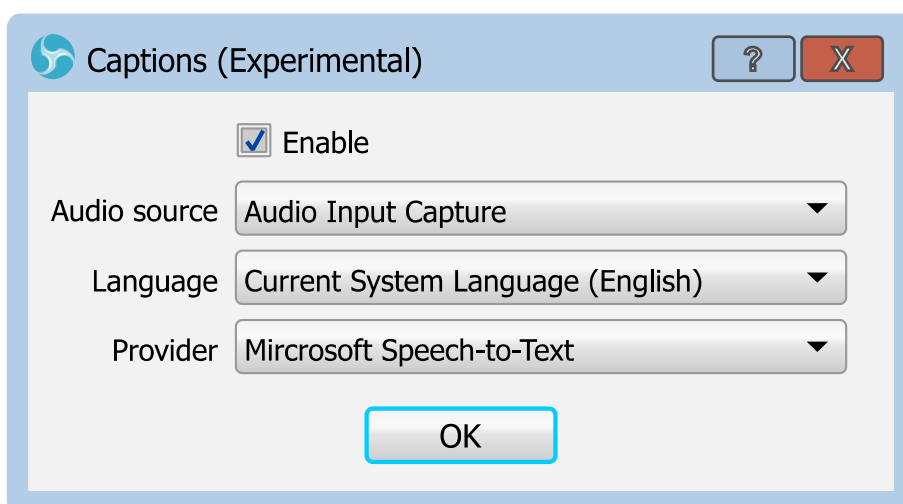 Captions (Experimental) ? X
Enable
Audio source Audio Input Capture
Language Current System Language (English)
Provider Mircrosoft Speech-to-Text
OK